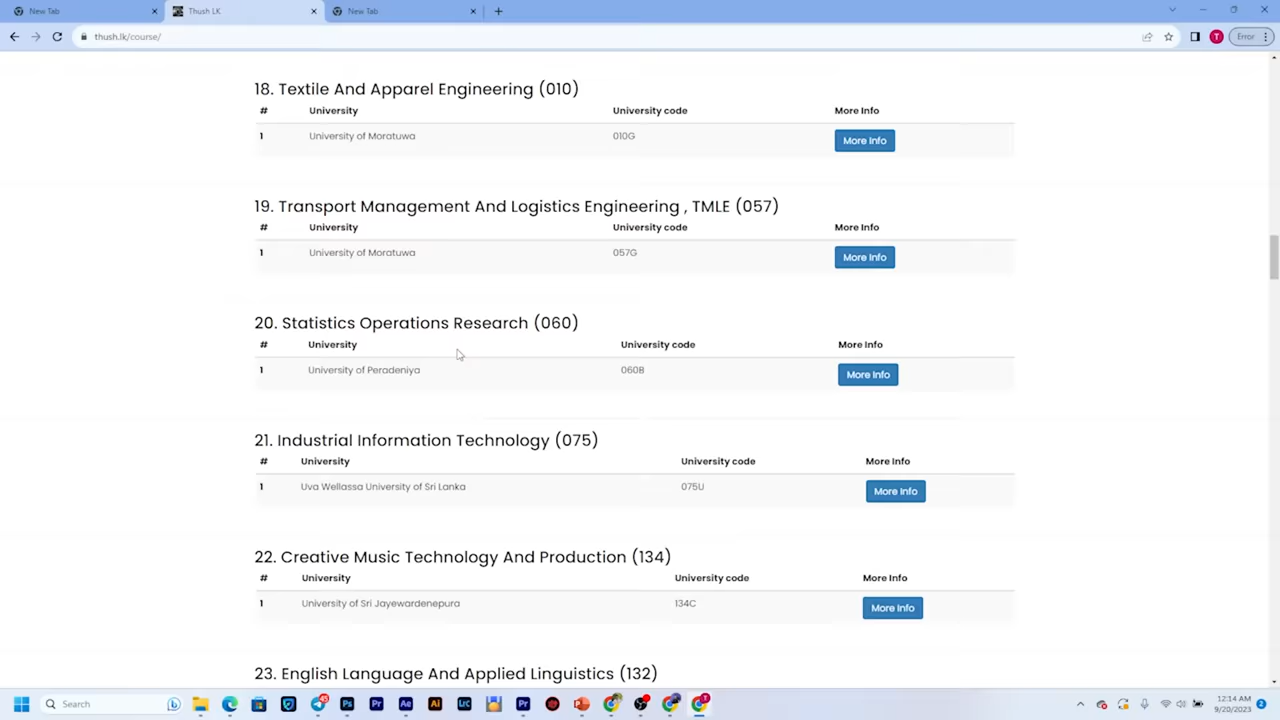 New Tab
Thush LK
New Tab
thush.lk/course/
Error
18. Textile And Apparel Engineering (010)
# University University code More Info
1 University of Moratuwa 010G More Info
19. Transport Management And Logistics Engineering , TMLE (057)
# University University code More Info
1 University of Moratuwa 057G More Info
20. Statistics Operations Research (060)
# University University code More Info
1 University of Peradeniya 060B More Info
21. Industrial Information Technology (075)
# University University code More Info
1 Uva Wellassa University of Sri Lanka 075U More Info
22. Creative Music Technology And Production (134)
# University University code More Info
1 University of Sri Jayewardenepura 134C More Info
23. English Language And Applied Linguistics (132)
Search
Ps
Pr
Ae
Ai
Pr
12:14 AM
9/20/2023